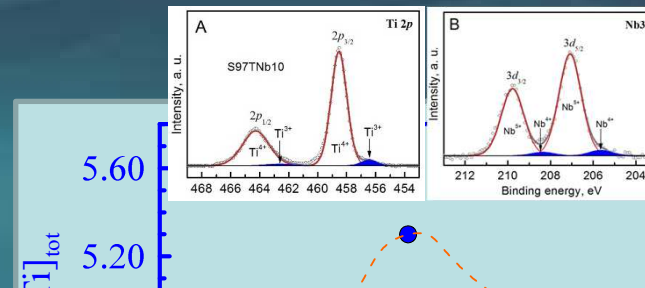 A
Ti 2p
2p3/2
S97TNb10
2p1/2
Ti3+
Ti3+
Ti4+
Ti4+
Intensity, a. u.
468 466 464 462 460 458 456 454
B
Nb3
3d5/2
3d3/2
Nb5+
Nb4+
Nb5+
Nb4+
Intensity, a. u.
212 210 208 206 204
Binding energy, eV
5.60
5.20
i]tot